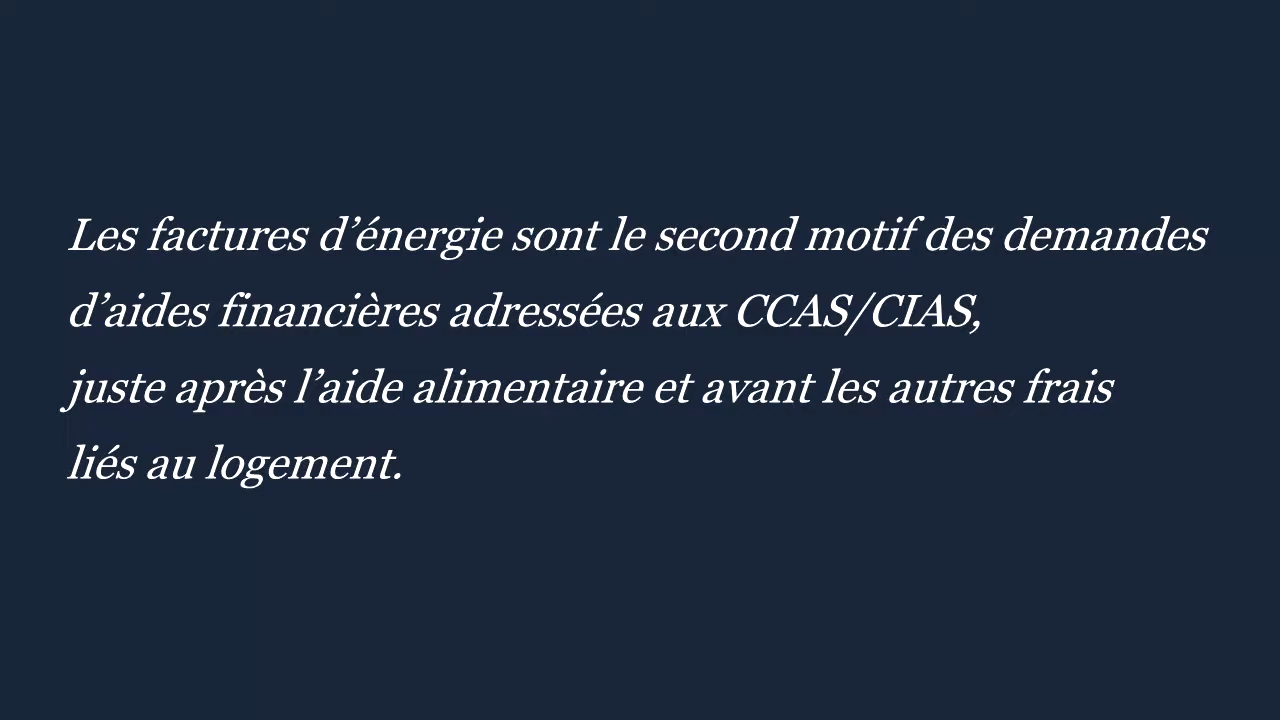 Les factures d’énergie sont le second motif des demandes
d’aides financières adressées aux CCAS/CIAS,
juste après l’aide alimentaire et avant les autres frais
liés au logement.